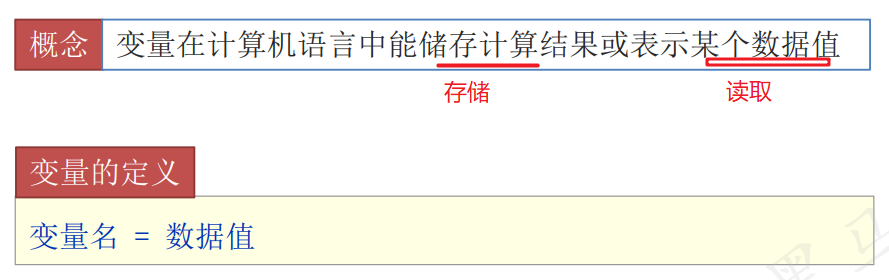 概念 变量在计算机语言中能储存计算结果或表示某个数据值
存储 读取
变量的定义
变量名 = 数据值
黑马